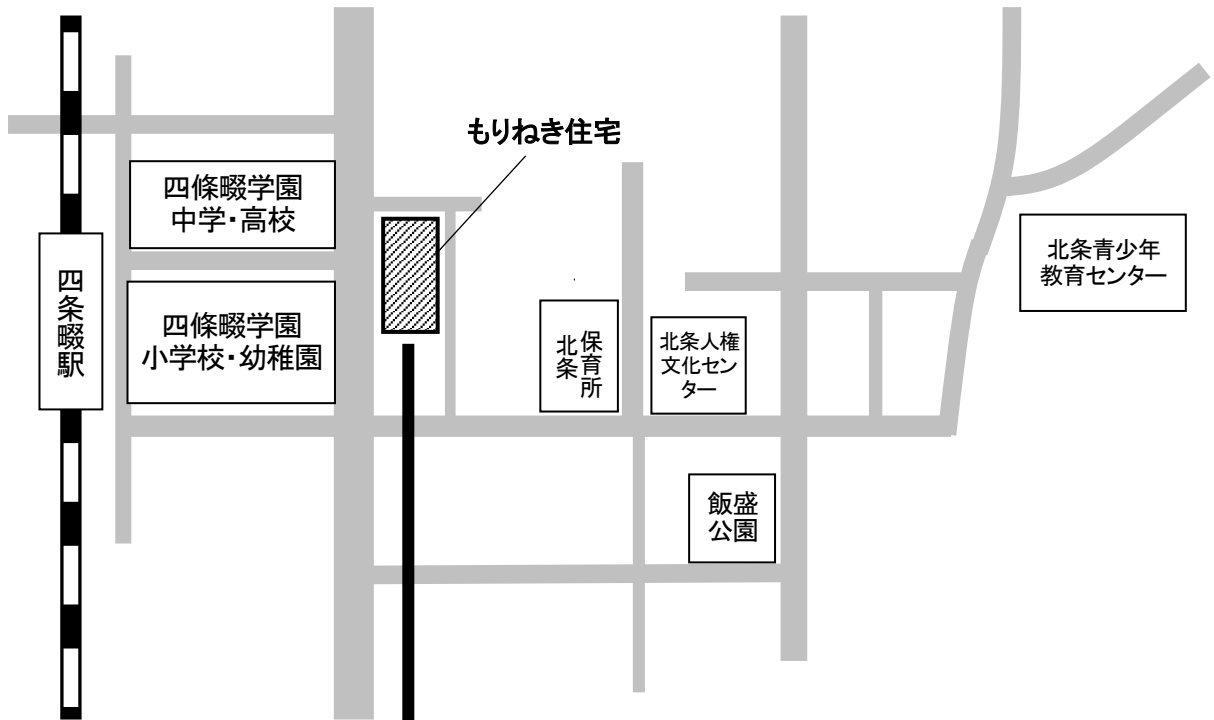 もりねき住宅
四條畷学園
中学・高校
四条畷駅
四條畷学園
小学校・幼稚園
北条
保育所
北条人権
文化セン
ター
北条青少年
教育センター
飯盛
公園